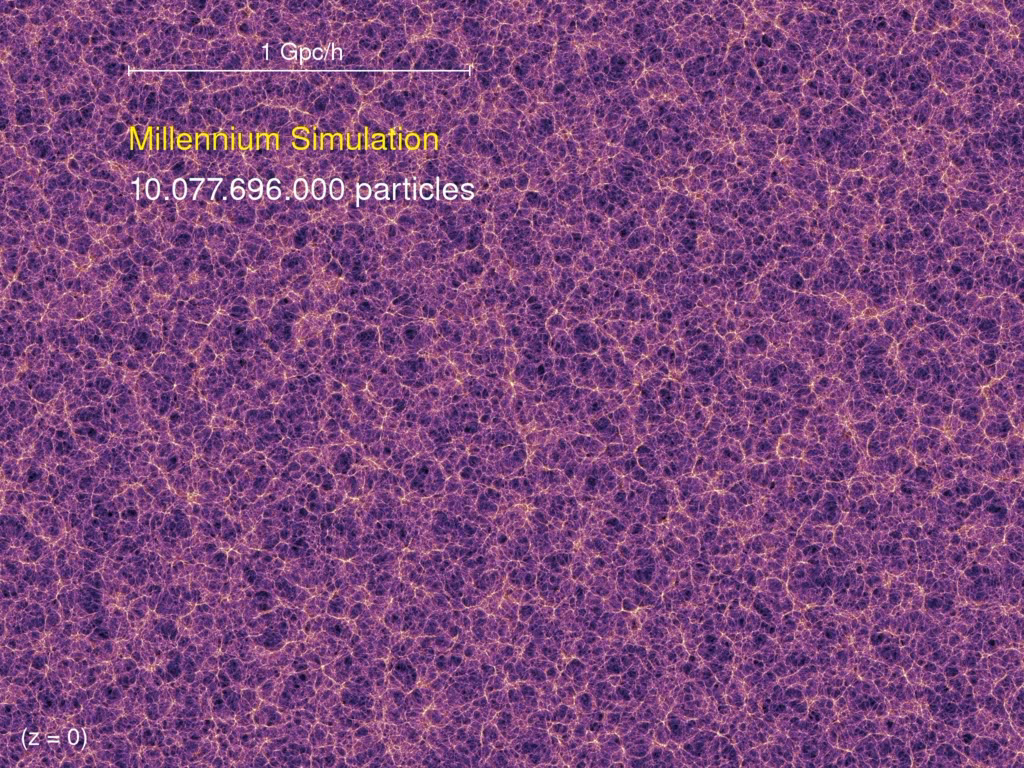 1 Gpc/h
Millennium Simulation
10.077.696.000 particles
(z = 0)